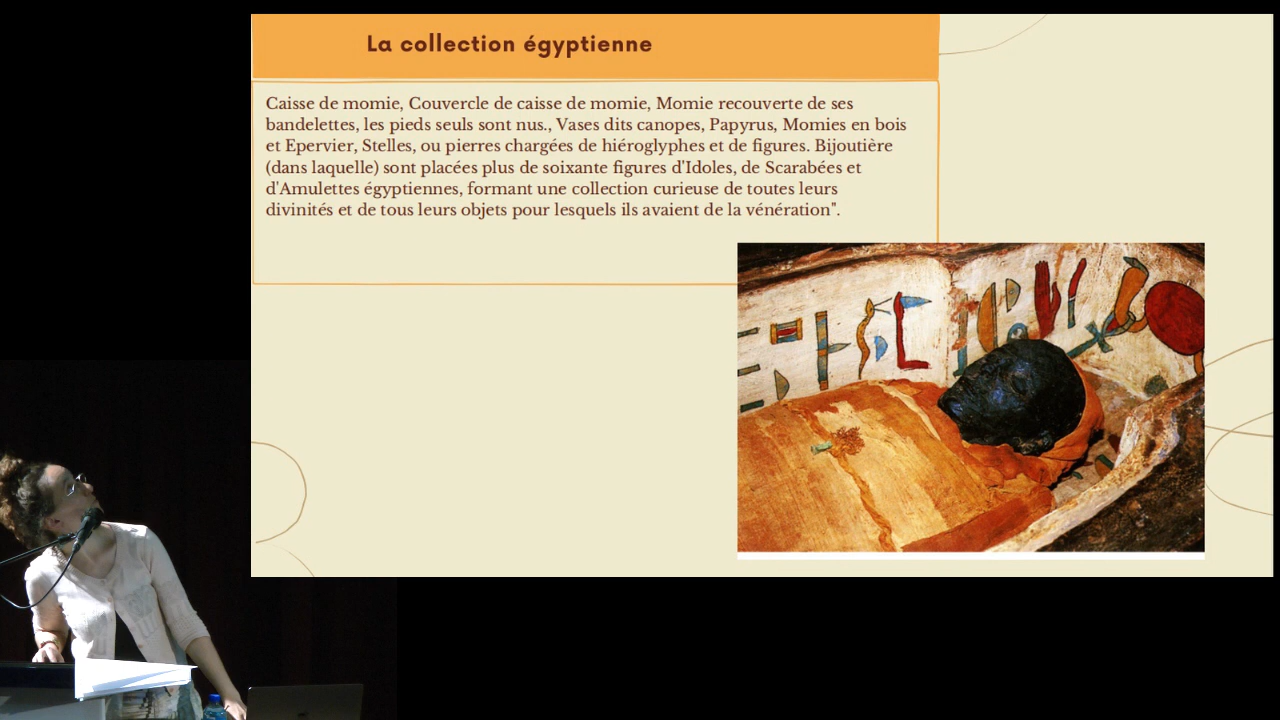 La collection égyptienne
Caisse de momie, Couvercle de caisse de momie, Momie recouverte de ses
bandelettes, les pieds seuls sont nus., Vases dits canopes, Papyrus, Momies en bois
et Epervier, Stelles, ou pierres chargées de hiéroglyphes et de figures. Bijoutière
(dans laquelle) sont placées plus de soixante figures d'Idoles, de Scarabées et
d'Amulettes égyptiennes, formant une collection curieuse de toutes leurs
divinités et de tous leurs objets pour lesquels ils avaient de la vénération".